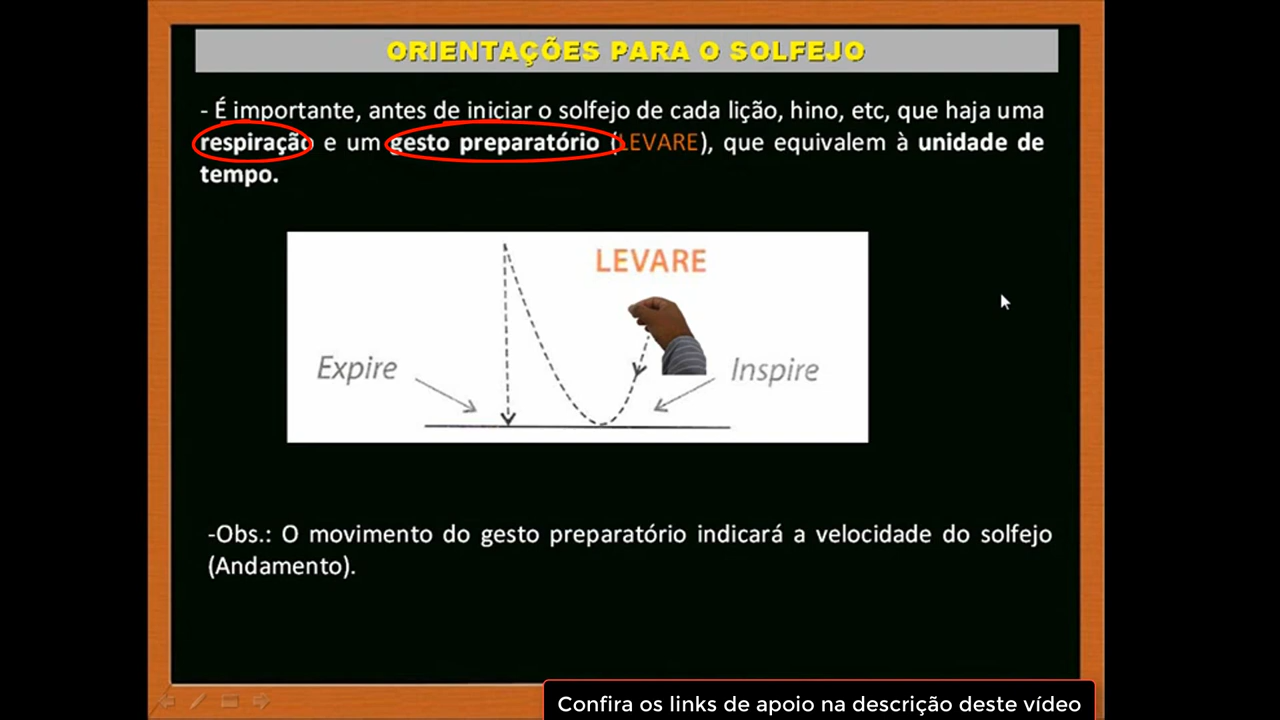 ORIENTAÇÕES PARA O SOLFEJO
- É importante, antes de iniciar o solfejo de cada lição, hino, etc, que haja uma
respiração e um gesto preparatório (LEVARE), que equivalem à unidade de
tempo.
LEVARE
Expire
Inspire
-Obs.: O movimento do gesto preparatório indicará a velocidade do solfejo
(Andamento).
Confira os links de apoio na descrição deste vídeo